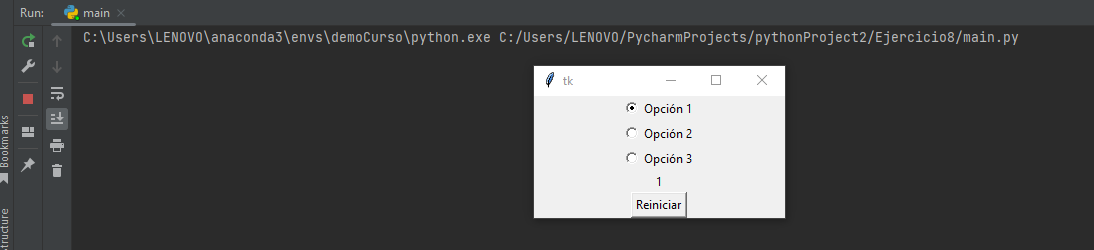 Run: main
C:\Users\LENOVO\anaconda3\envs\demoCurso\python.exe C:/Users/LENOVO/PycharmProjects/pythonProject2/Ejercicio8/main.py
tk
Opción 1
Opción 2
Opción 3
1
Reiniciar
Bookmarks